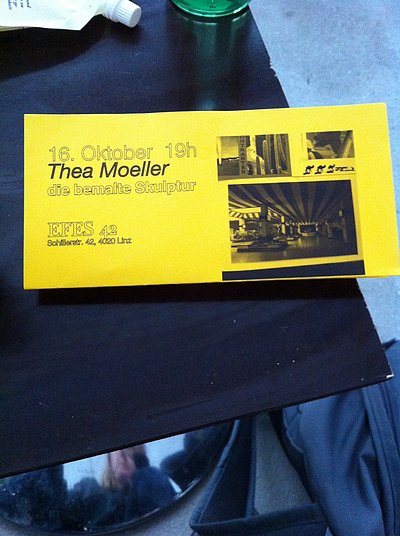 16. Oktober 19h
Thea Moeller
die bemalte Skulptur
EFES 42
Schillerstr. 42, 4020 Linz